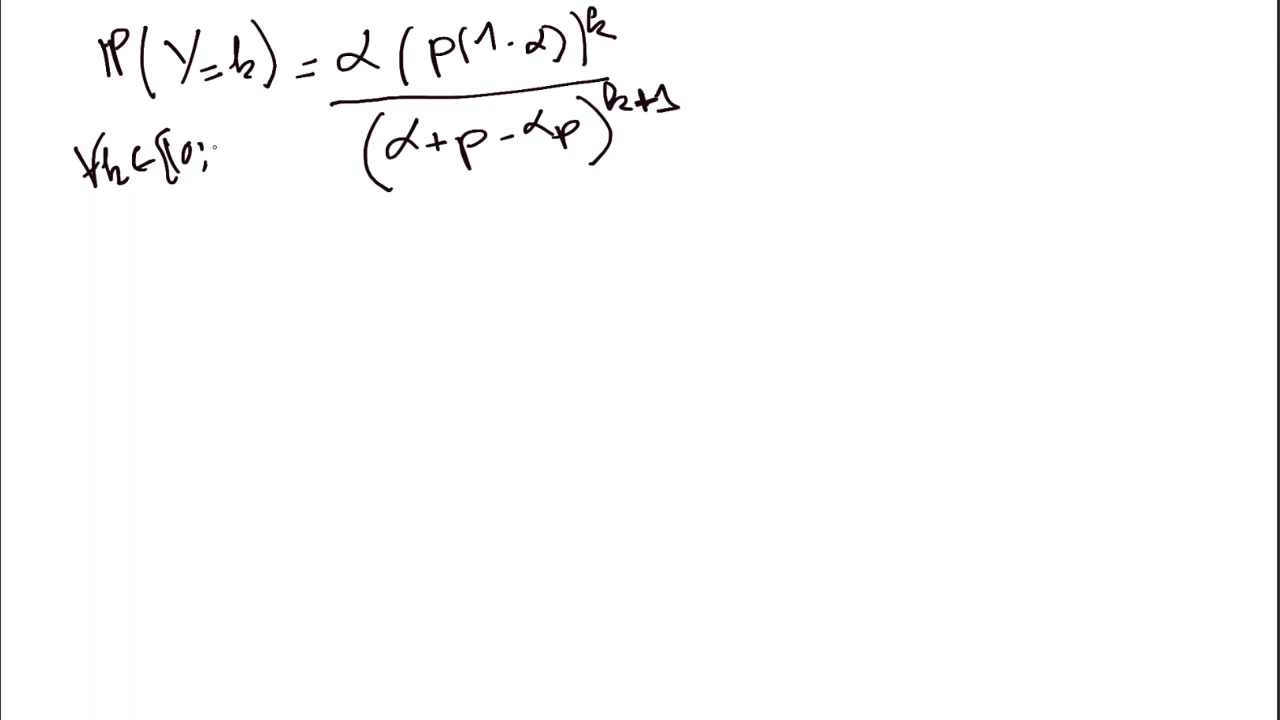 ℙ(Y=k) = α(p(1-α))^k / (α+p-αp)^{k+1}
∀k∈⟦0;